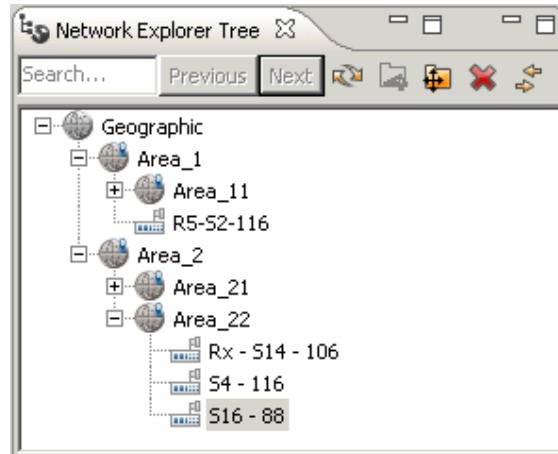 Network Explorer Tree
Search... Previous Next
Geographic
Area_1
Area_11
R5-S2-116
Area_2
Area_21
Area_22
Rx - S14 - 106
S4 - 116
S16 - 88